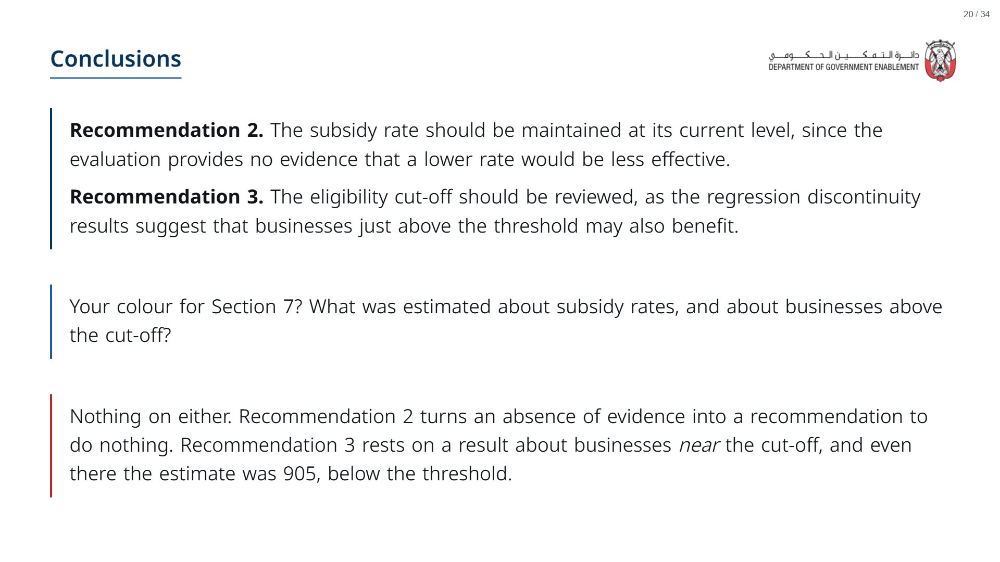 20 / 34
Conclusions
دائرة التمكين الحكومي
DEPARTMENT OF GOVERNMENT ENABLEMENT
Recommendation 2. The subsidy rate should be maintained at its current level, since the
evaluation provides no evidence that a lower rate would be less effective.
Recommendation 3. The eligibility cut-off should be reviewed, as the regression discontinuity
results suggest that businesses just above the threshold may also benefit.
Your colour for Section 7? What was estimated about subsidy rates, and about businesses above
the cut-off?
Nothing on either. Recommendation 2 turns an absence of evidence into a recommendation to
do nothing. Recommendation 3 rests on a result about businesses near the cut-off, and even
there the estimate was 905, below the threshold.